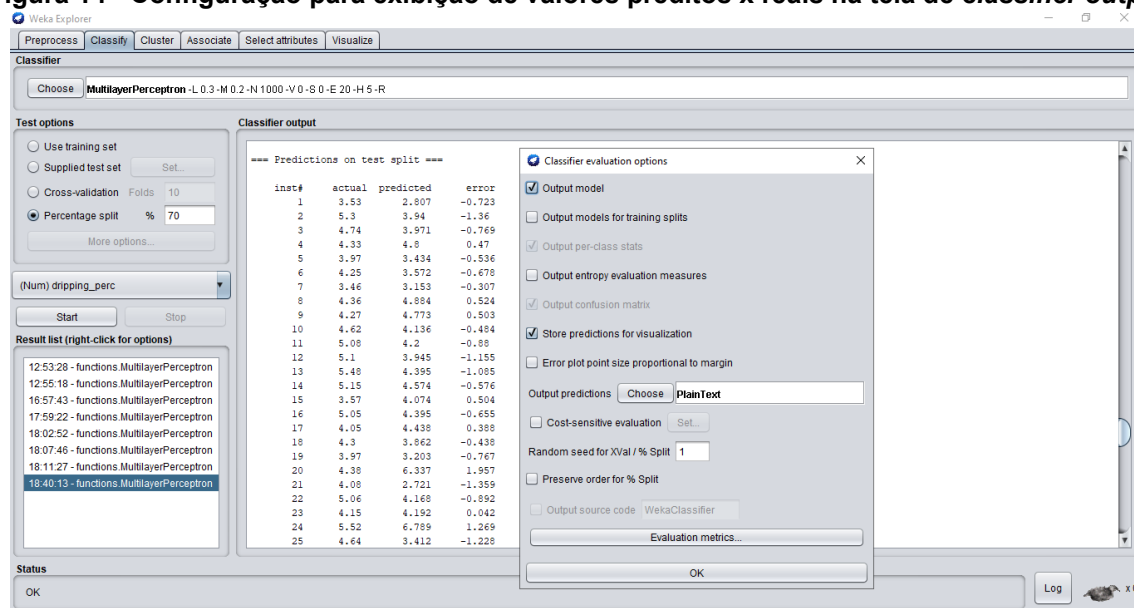 igura 14 - Configuração para exibição de valores preditos x reais na tela de classifier outp
Weka Explorer
Preprocess Classify Cluster Associate Select attributes Visualize
Classifier
Choose MultilayerPerceptron -L 0.3 -M 0.2 -N 1000 -V 0 -S 0 -E 20 -H 5 -R
Test options
Use training set
Supplied test set Set...
Cross-validation Folds 10
Percentage split % 70
More options...
(Num) dripping_perc
Start Stop
Result list (right-click for options)
12:53:28 - functions.MultilayerPerceptron
12:55:18 - functions.MultilayerPerceptron
16:57:43 - functions.MultilayerPerceptron
17:59:22 - functions.MultilayerPerceptron
18:02:52 - functions.MultilayerPerceptron
18:07:46 - functions.MultilayerPerceptron
18:11:27 - functions.MultilayerPerceptron
18:40:13 - functions.MultilayerPerceptron
Classifier output
=== Predictions on test split ===
inst# actual predicted error
1 3.53 2.807 -0.723
2 5.3 3.94 -1.36
3 4.74 3.971 -0.769
4 4.33 4.8 0.47
5 3.97 3.434 -0.536
6 4.25 3.572 -0.678
7 3.46 3.153 -0.307
8 4.36 4.884 0.524
9 4.27 4.773 0.503
10 4.62 4.136 -0.484
11 5.08 4.2 -0.88
12 5.1 3.945 -1.155
13 5.48 4.395 -1.085
14 5.15 4.574 -0.576
15 3.57 4.074 0.504
16 5.05 4.395 -0.655
17 4.05 4.438 0.388
18 4.3 3.862 -0.438
19 3.97 3.203 -0.767
20 4.38 6.337 1.957
21 4.08 2.721 -1.359
22 5.06 4.168 -0.892
23 4.15 4.192 0.042
24 5.52 6.789 1.269
25 4.64 3.412 -1.228
Classifier evaluation options
Output model
Output models for training splits
Output per-class stats
Output entropy evaluation measures
Output confusion matrix
Store predictions for visualization
Error plot point size proportional to margin
Output predictions Choose PlainText
Cost-sensitive evaluation Set...
Random seed for XVal / % Split 1
Preserve order for % Split
Output source code WekaClassifier
Evaluation metrics...
OK
Status
OK
Log